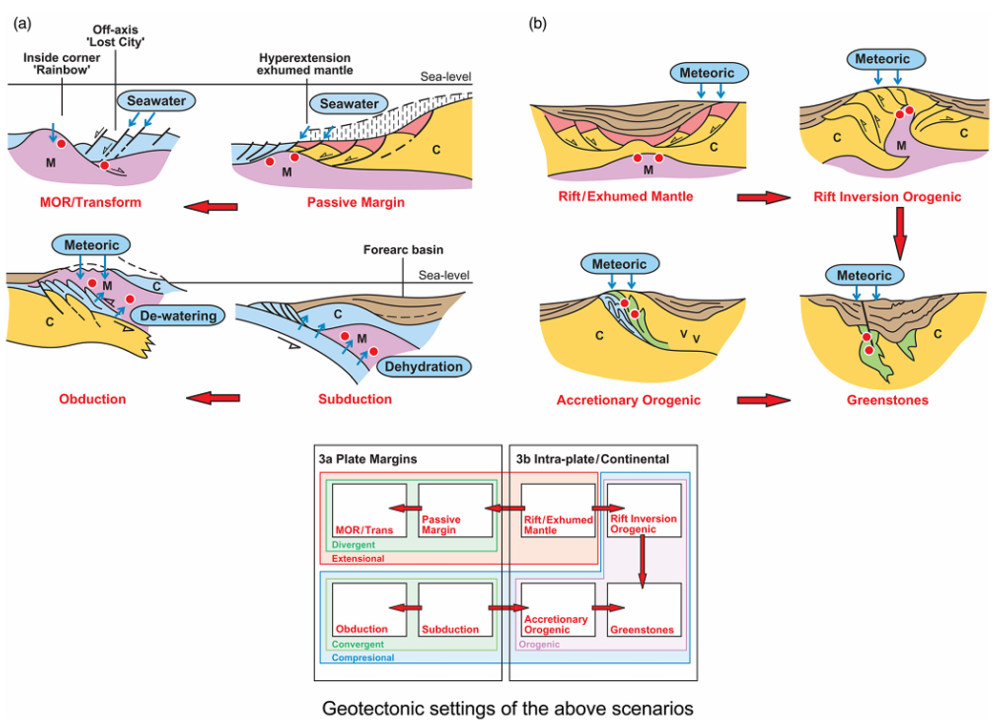 (a)
Off-axis
'Lost City'
Inside corner
'Rainbow'
Seawater
M
MOR/Transform
Hyperextension
exhumed mantle
Sea-level
Seawater
C
M
Passive Margin
Meteoric
M
C
De-watering
C
Obduction
Forearc basin
Sea-level
C
M
Dehydration
Subduction
(b)
Meteoric
C
M
Rift/Exhumed Mantle
Meteoric
C
C
M
Rift Inversion Orogenic
Meteoric
C
V
V
Accretionary Orogenic
Meteoric
C
Greenstones
3a Plate Margins
3b Intra-plate/Continental
MOR/Trans
Passive
Margin
Rift/Exhumed
Mantle
Rift Inversion
Orogenic
Divergent
Extensional
Obduction
Subduction
Accretionary
Orogenic
Greenstones
Convergent
Orogenic
Compresional
Geotectonic settings of the above scenarios